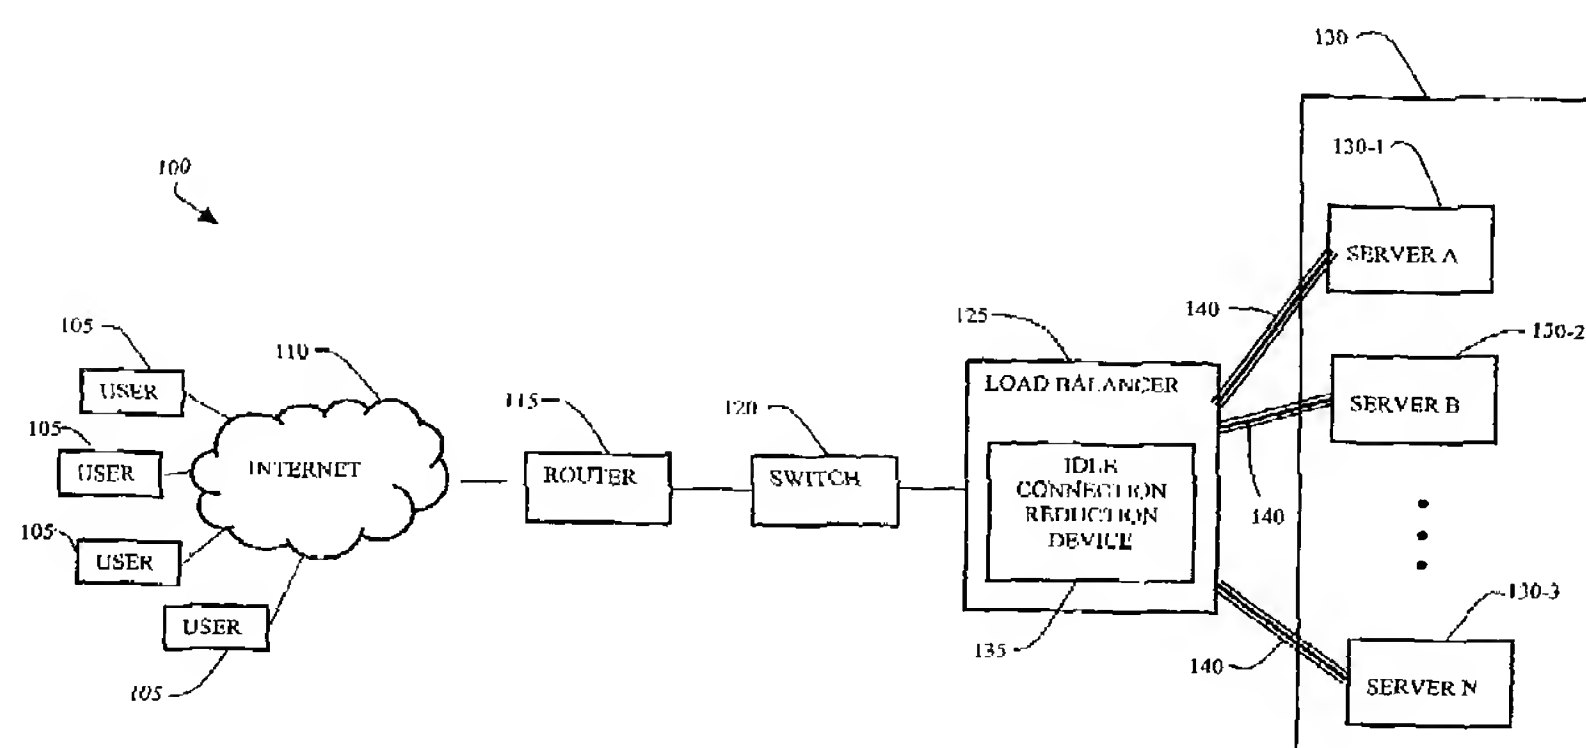 130
130-1
100
SERVER A
140
125
105
130-2
110
LOAD BALANCER
USER
115
120
SERVER B
105
INTERNET
ROUTER
SWITCH
IDLE
CONNECTION
REDUCTION
DEVICE
USER
140
105
USER
130-3
USER
135
140
SERVER N
105